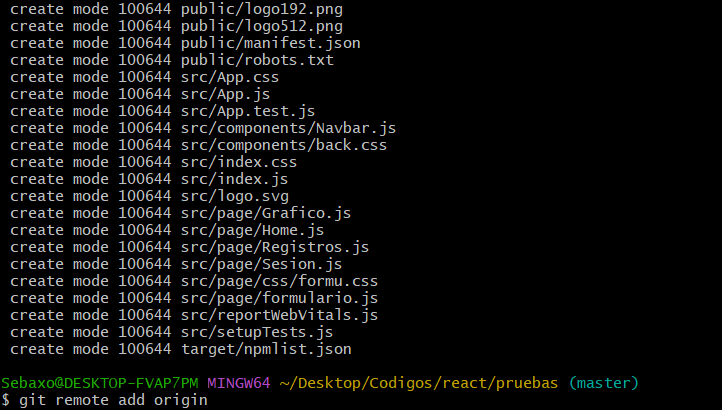 create mode 100644 public/logo192.png
create mode 100644 public/logo512.png
create mode 100644 public/manifest.json
create mode 100644 public/robots.txt
create mode 100644 src/App.css
create mode 100644 src/App.js
create mode 100644 src/App.test.js
create mode 100644 src/components/Navbar.js
create mode 100644 src/components/back.css
create mode 100644 src/index.css
create mode 100644 src/index.js
create mode 100644 src/logo.svg
create mode 100644 src/page/Grafico.js
create mode 100644 src/page/Home.js
create mode 100644 src/page/Registros.js
create mode 100644 src/page/Sesion.js
create mode 100644 src/page/css/formu.css
create mode 100644 src/page/formulario.js
create mode 100644 src/reportWebVitals.js
create mode 100644 src/setupTests.js
create mode 100644 target/npmlist.json
Sebaxo@DESKTOP-FVAP7PM MINGW64 ~/Desktop/Codigos/react/pruebas (master)
$ git remote add origin